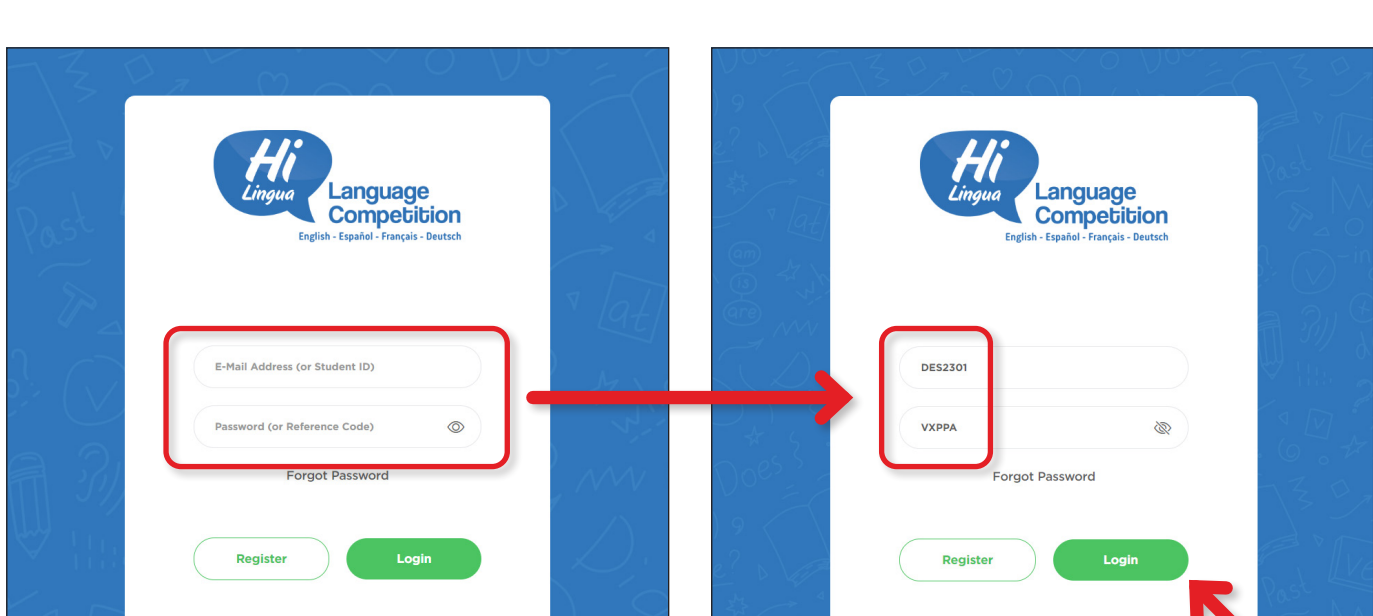 Hi
Lingua
Language
Competition
English - Español - Français - Deutsch
E-Mail Address (or Student ID)
Password (or Reference Code)
Forgot Password
Register
Login
Hi
Lingua
Language
Competition
English - Español - Français - Deutsch
DES2301
VXPPA
Forgot Password
Register
Login